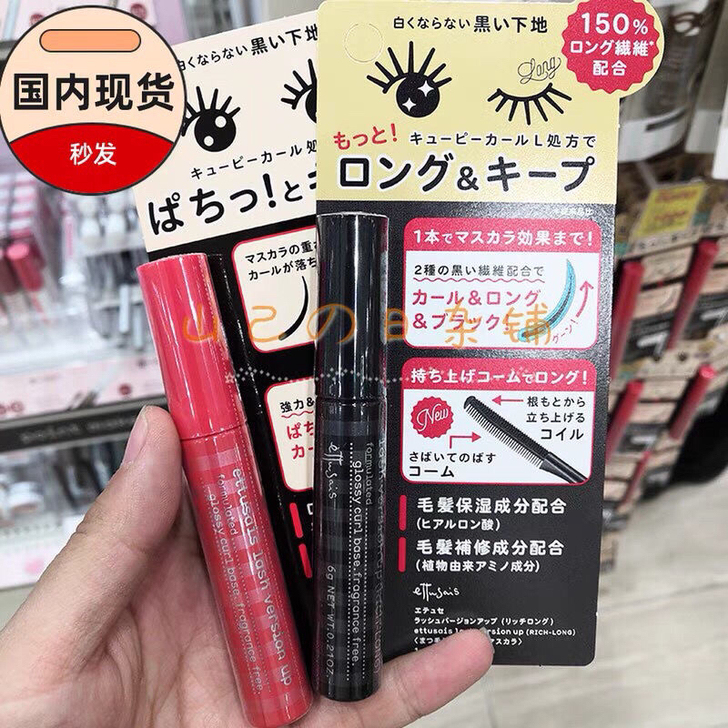 国内现货
秒发
白くならない黒い下地
キューピーカール処
ぱちっ!と
マスカラの重
カールが落ち
強力&
ぱち
カー
ettusais lash version up
formulated
glossy curl base. fragrance free.
白くならない黒い下地
150%
ロング繊維*
配合
Long
もっと!
キューピーカールL処方で
ロング&キープ
1本でマスカラ効果まで!
2種の黒い繊維配合で
カール&ロング
&ブラック!
グーン!
山己の日杂铺
持ち上げコームでロング!
New
根もとから
立ち上げる
コイル
さばいてのばす
コーム
毛髪保湿成分配合
(ヒアルロン酸)
毛髪補修成分配合
(植物由来アミノ成分)
ettusais
エテュセ
ラッシュバージョンアップ(リッチロング)
ettusais
version up (RICH-LONG)
ettusais
formulated
glossy curl base. fragrance free.
6g NET WT. 0.21OZ.